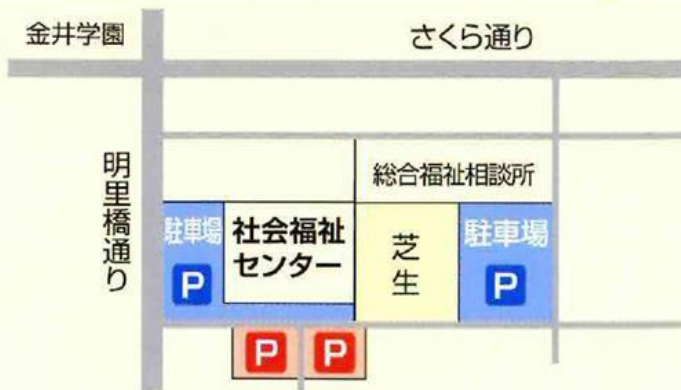 金井学園
さくら通り
明里橋通り
総合福祉相談所
駐車場
P
社会福祉
センター
芝生
駐車場
P
P
P